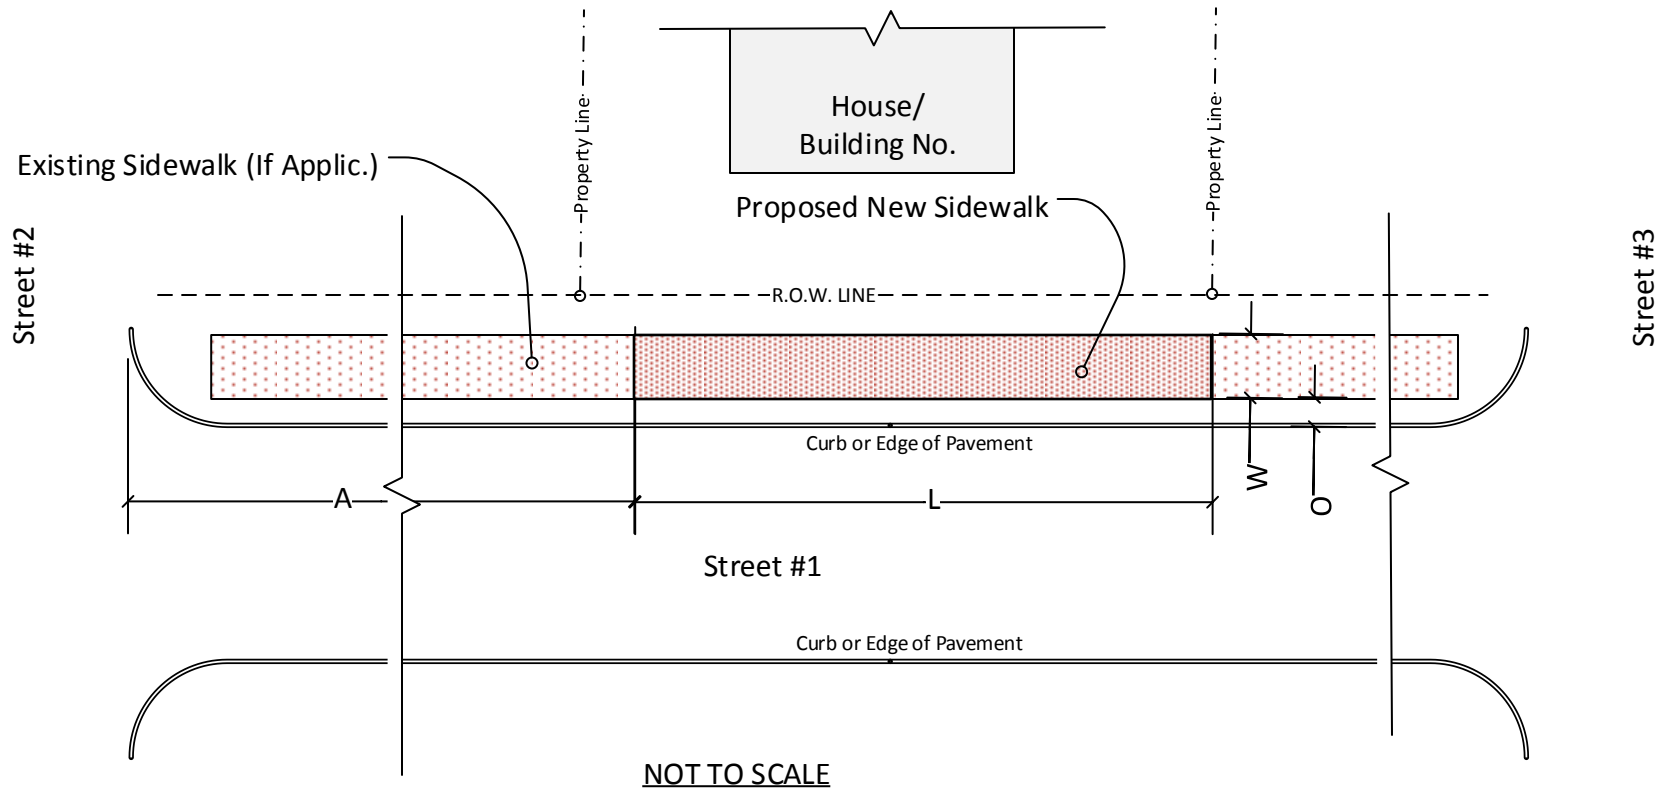 House/
Building No.
Property Line
Property Line
Existing Sidewalk (If Applic.)
Proposed New Sidewalk
Street #2
Street #3
R.O.W. LINE
Curb or Edge of Pavement
W
O
A
L
Street #1
Curb or Edge of Pavement
NOT TO SCALE